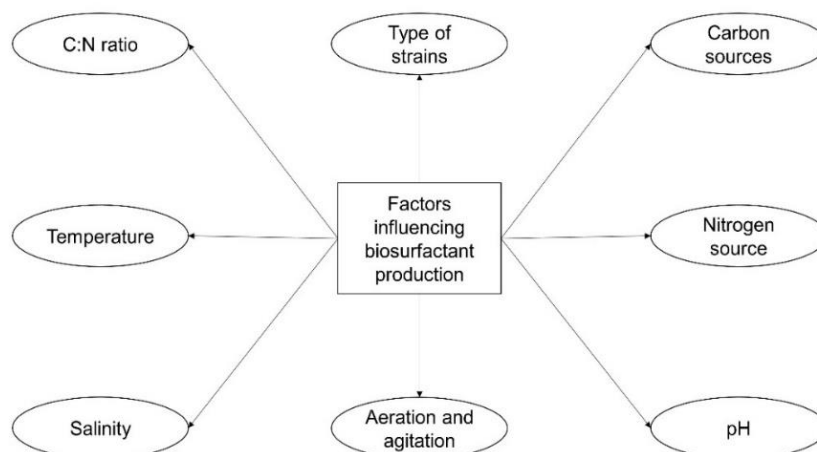 C:N ratio
Type of
strains
Carbon
sources
Temperature
Factors
influencing
biosurfactant
production
Nitrogen
source
Salinity
Aeration and
agitation
pH